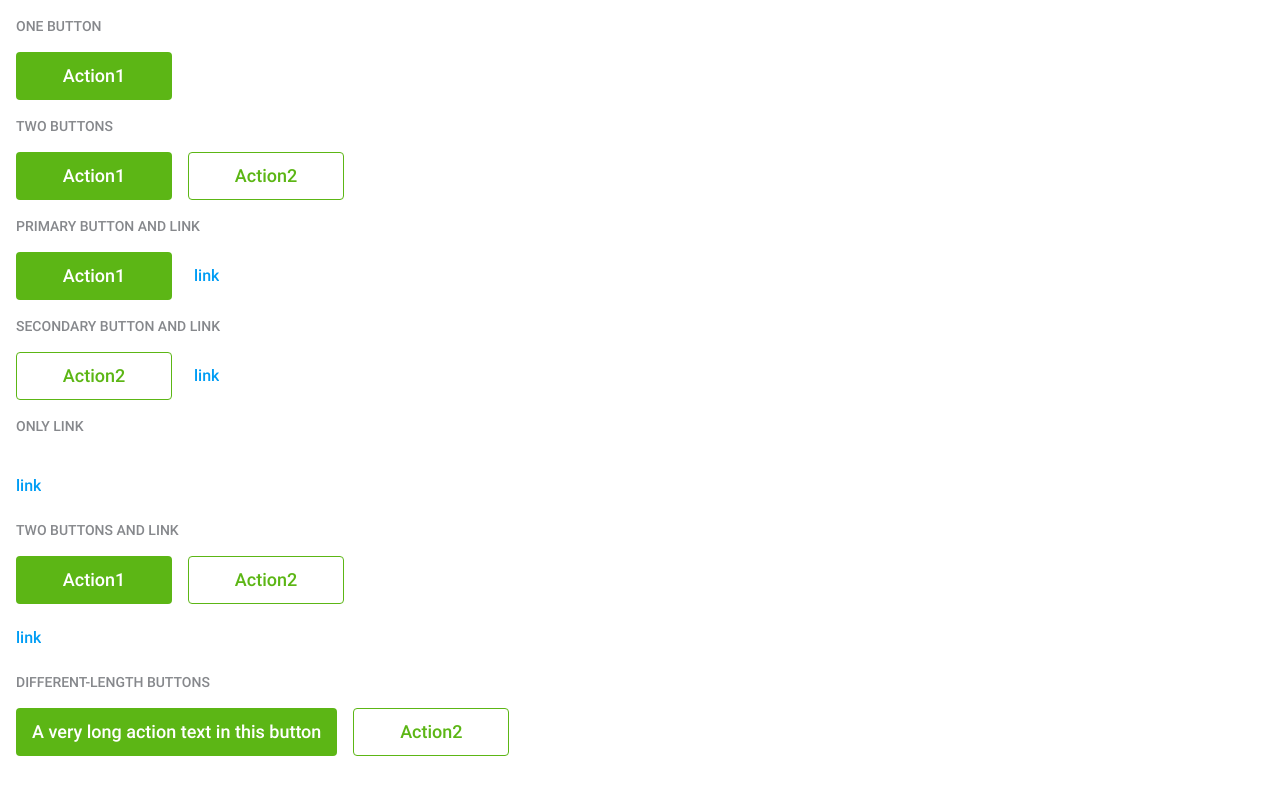 ONE BUTTON
Action1
TWO BUTTONS
Action1 Action2
PRIMARY BUTTON AND LINK
Action1 link
SECONDARY BUTTON AND LINK
Action2 link
ONLY LINK
link
TWO BUTTONS AND LINK
Action1 Action2
link
DIFFERENT-LENGTH BUTTONS
A very long action text in this button Action2